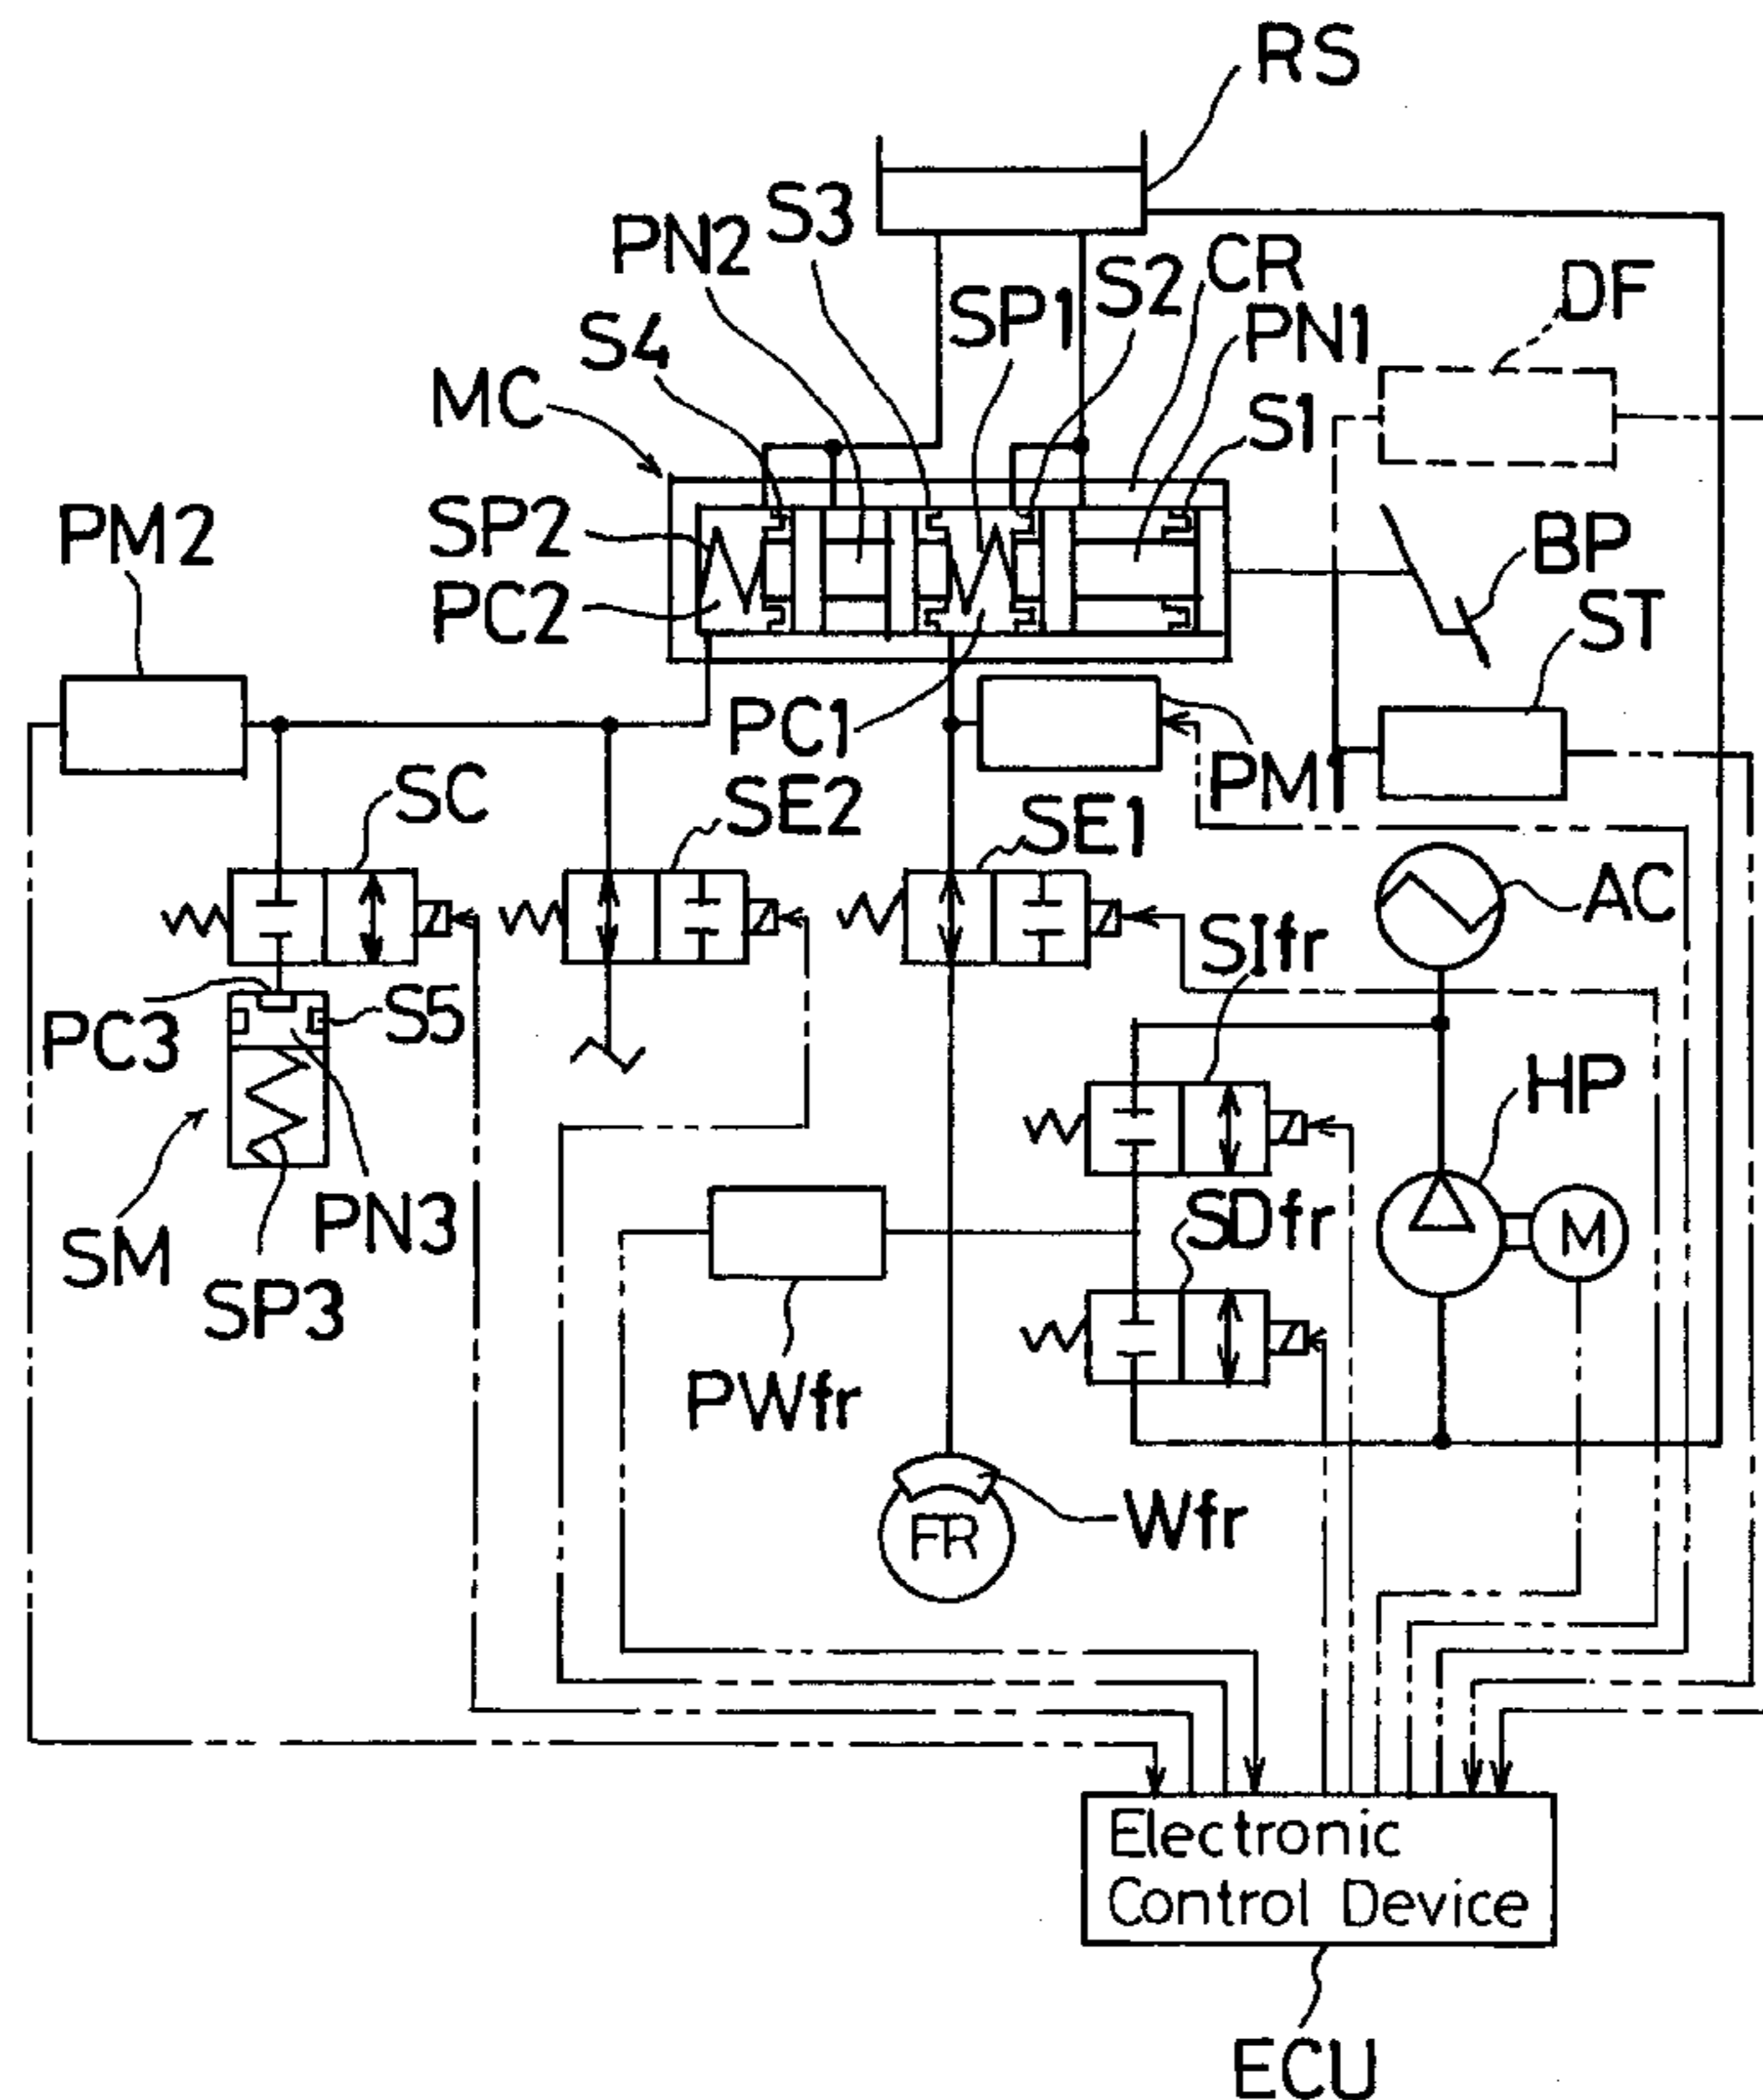 RS
S3
PN2
S2
CR
DF
SP1
PN1
S4
MC
S1
SP2
PM2
BP
PC2
ST
PC1
PM1
SC
SE2
SE1
AC
SIfr
PC3
S5
HP
PN3
SDfr
M
SM
SP3
PWfr
Wfr
FR
Electronic
Control Device
ECU